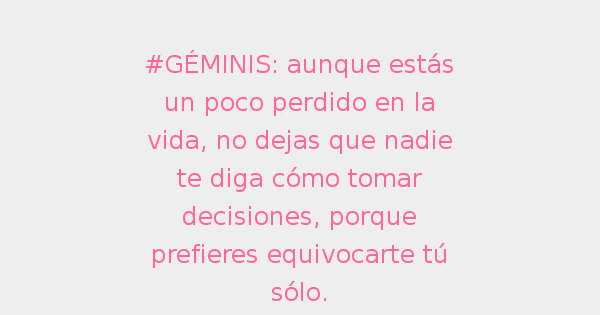 #GÉMINIS: aunque estás
un poco perdido en la
vida, no dejas que nadie
te diga cómo tomar
decisiones, porque
prefieres equivocarte tú
sólo.